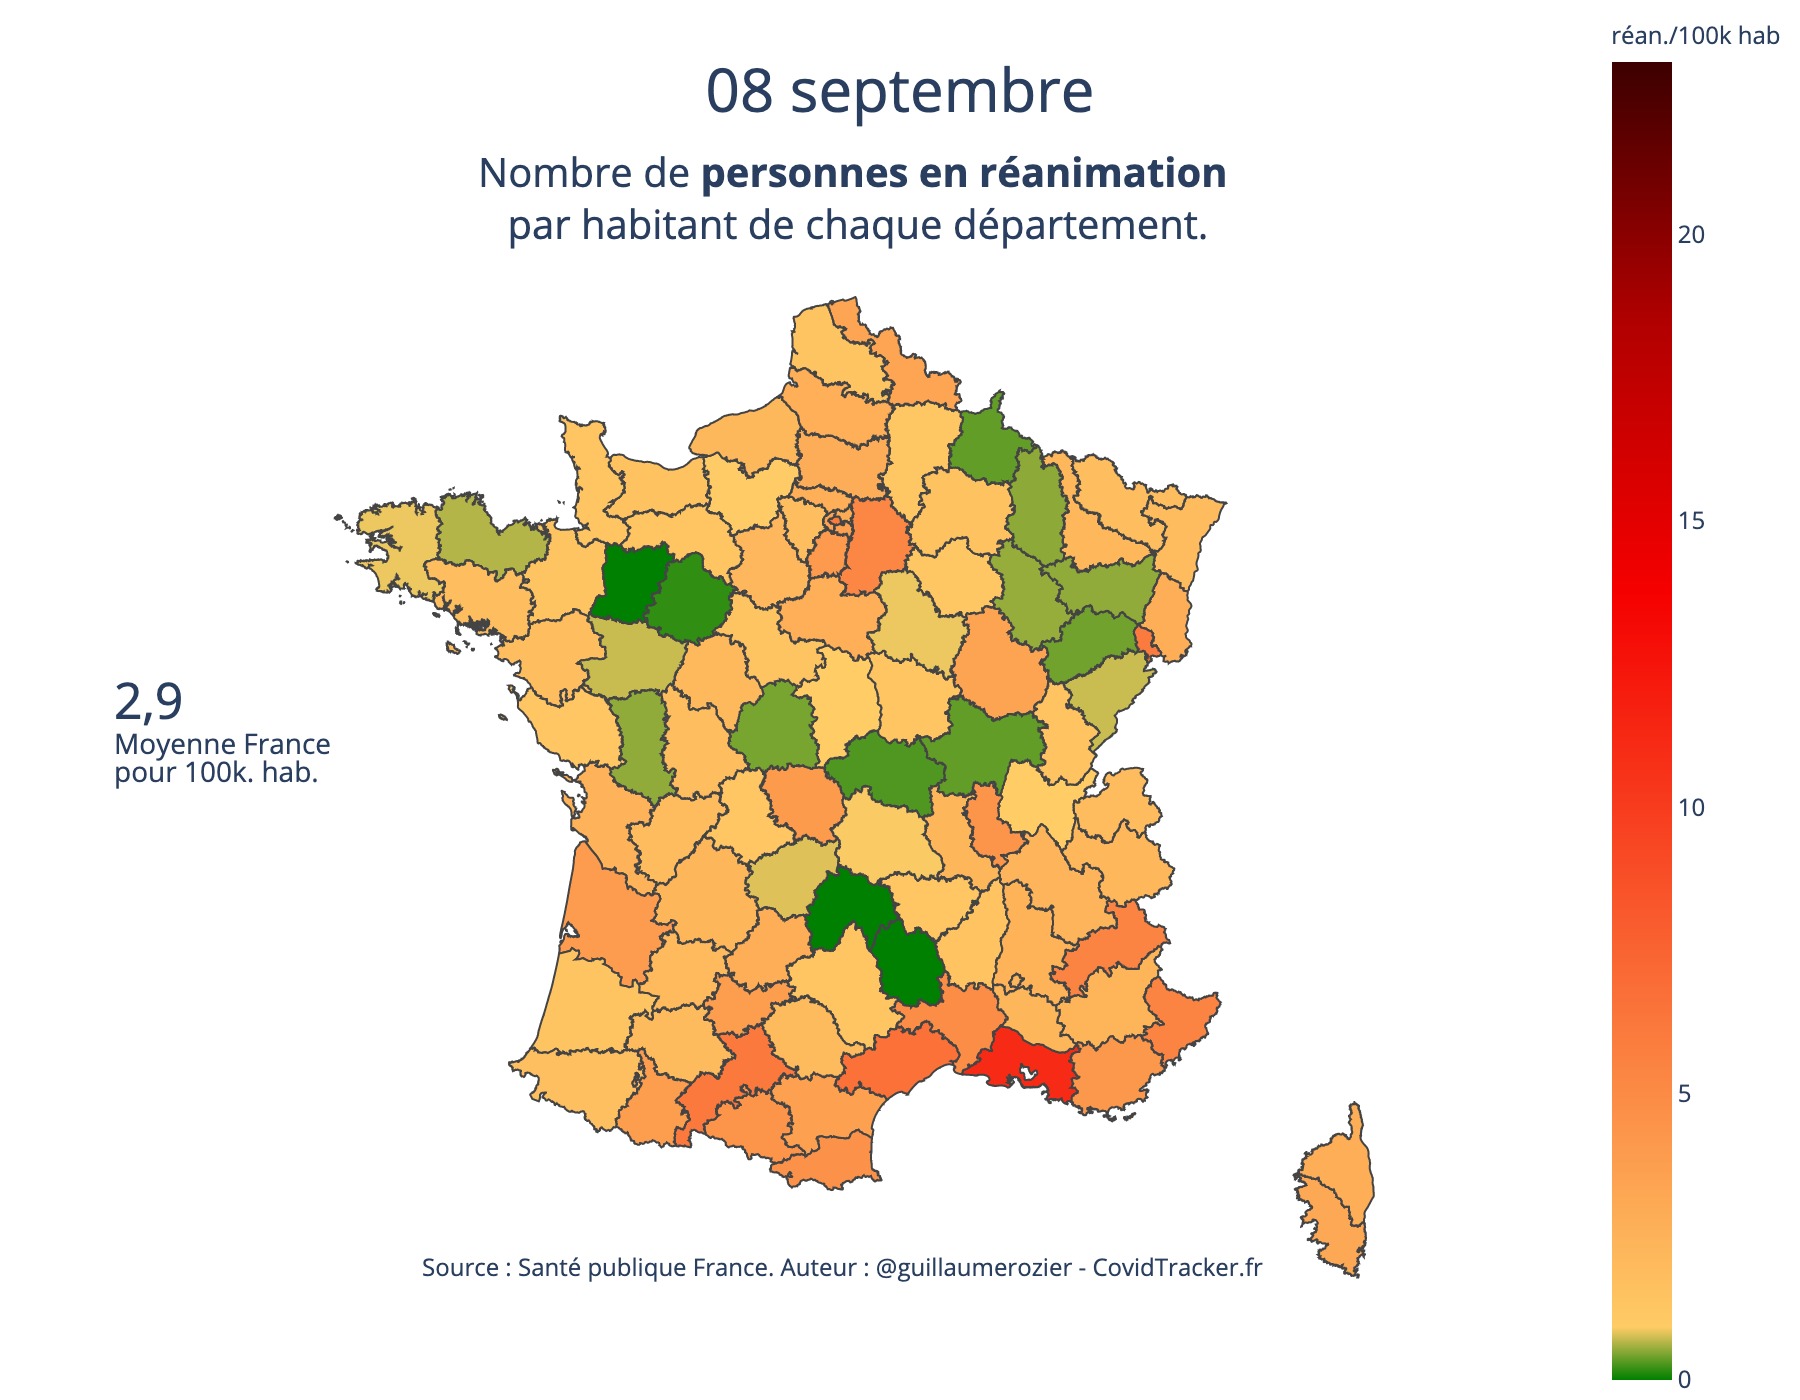 réan./100k hab
08 septembre
Nombre de personnes en réanimation
par habitant de chaque département.
20
15
2,9
Moyenne France
pour 100k. hab.
10
5
Source : Santé publique France. Auteur : @guillaumerozier - CovidTracker.fr
0